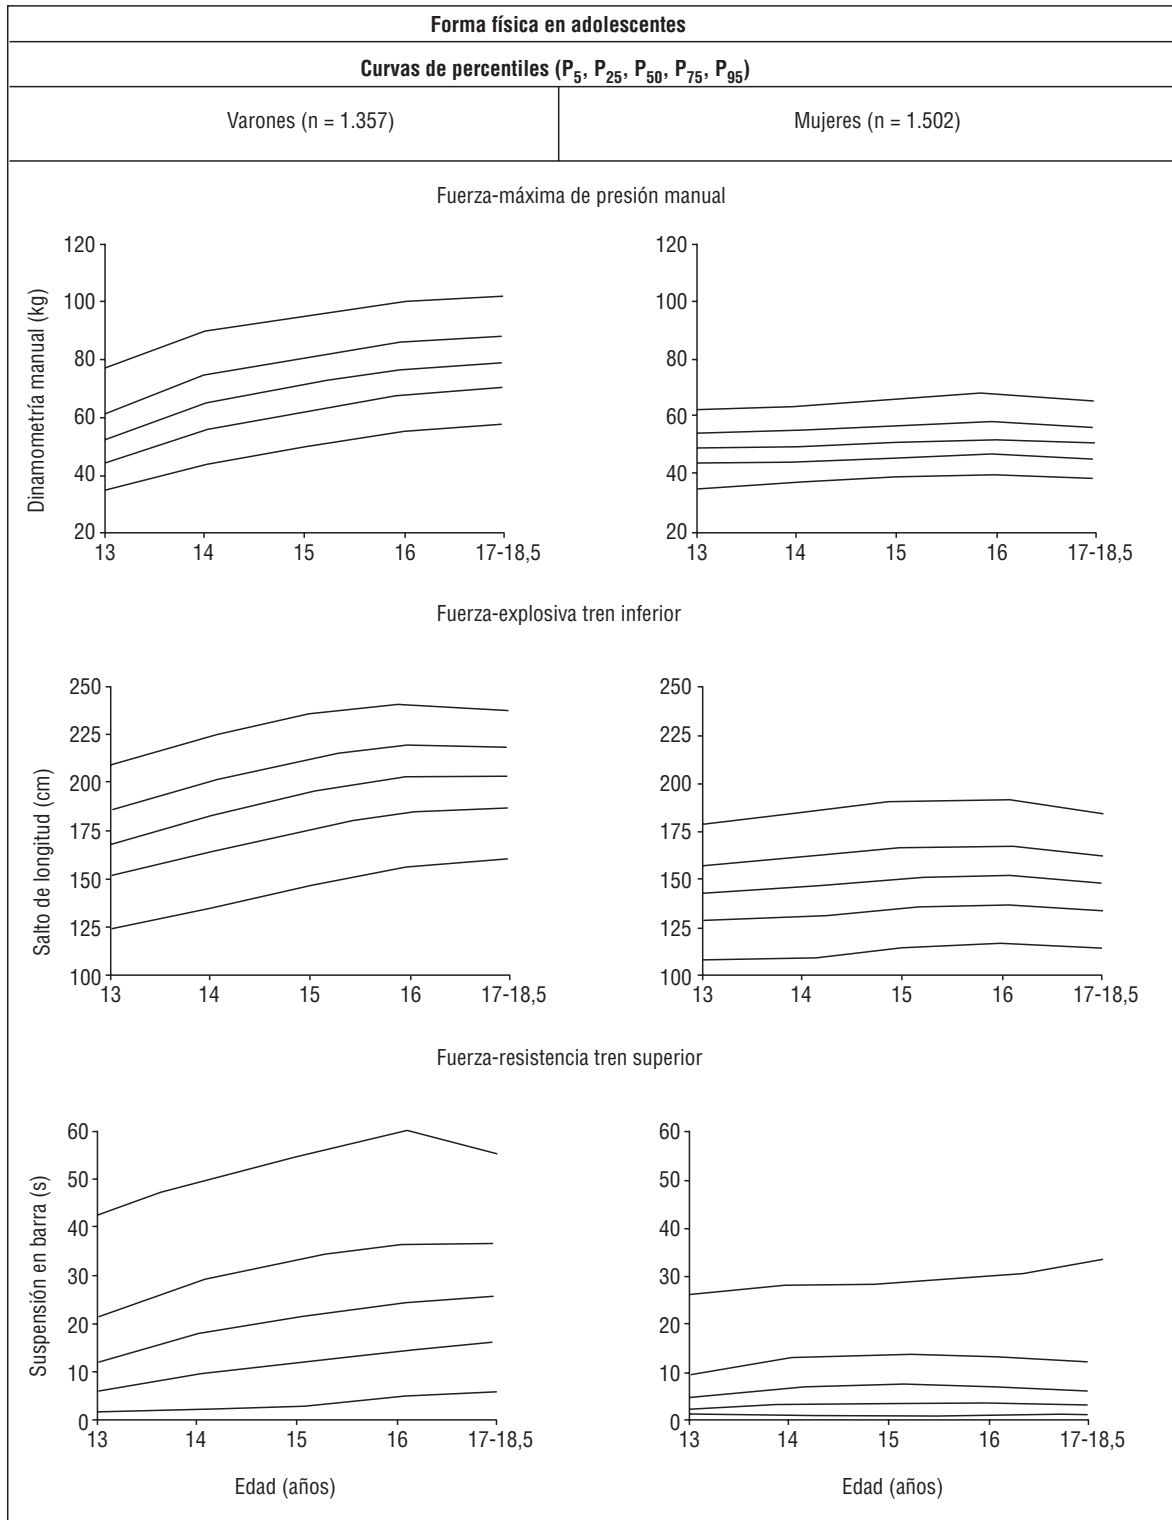 Forma física en adolescentes
Curvas de percentiles (P5, P25, P50, P75, P95)
Varones (n = 1.357)
Mujeres (n = 1.502)
Fuerza-máxima de presión manual
Dinamometría manual (kg)
120
100
80
60
40
20
13 14 15 16 17-18,5
120
100
80
60
40
20
13 14 15 16 17-18,5
Fuerza-explosiva tren inferior
Salto de longitud (cm)
250
225
200
175
150
125
100
13 14 15 16 17-18,5
250
225
200
175
150
125
100
13 14 15 16 17-18,5
Fuerza-resistencia tren superior
Suspensión en barra (s)
60
50
40
30
20
10
0
13 14 15 16 17-18,5
Edad (años)
60
50
40
30
20
10
0
13 14 15 16 17-18,5
Edad (años)